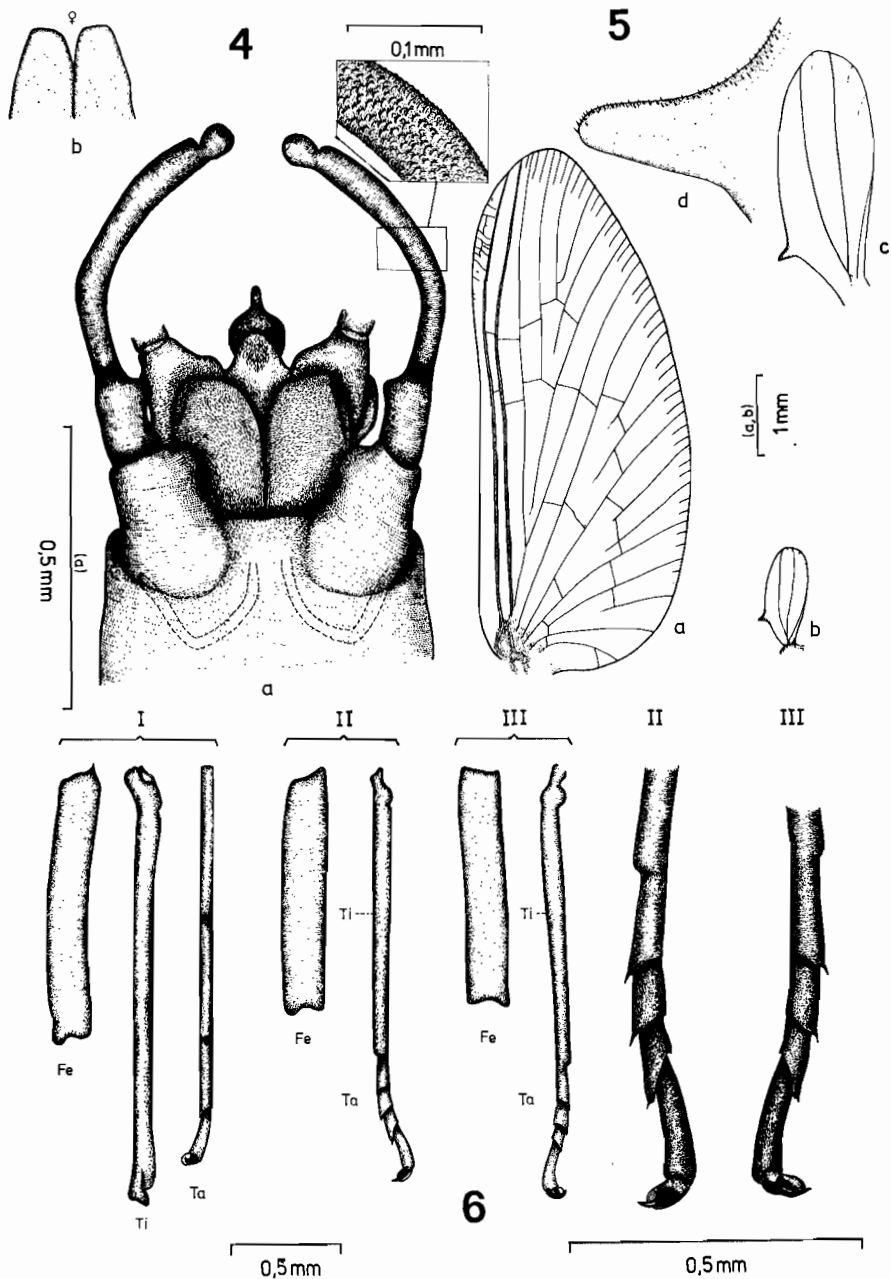 ♀
4
0,1mm
5
b
d
c
(a,b)
1mm
0,5mm
(a)
a
a
b
I
II
III
II
III
Ti
Ti
Fe
Fe
Fe
Ta
Ta
Ta
Ti
6
0,5mm
0,5mm